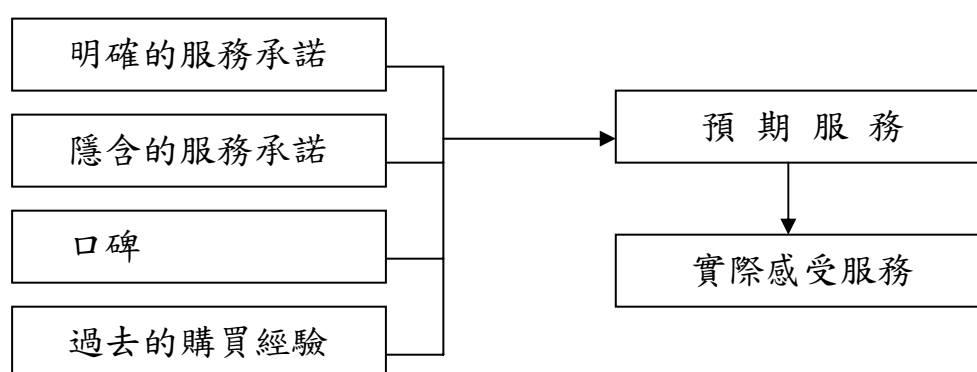 明確的服務承諾
隱含的服務承諾
口碑
過去的購買經驗
預期服務
實際感受服務